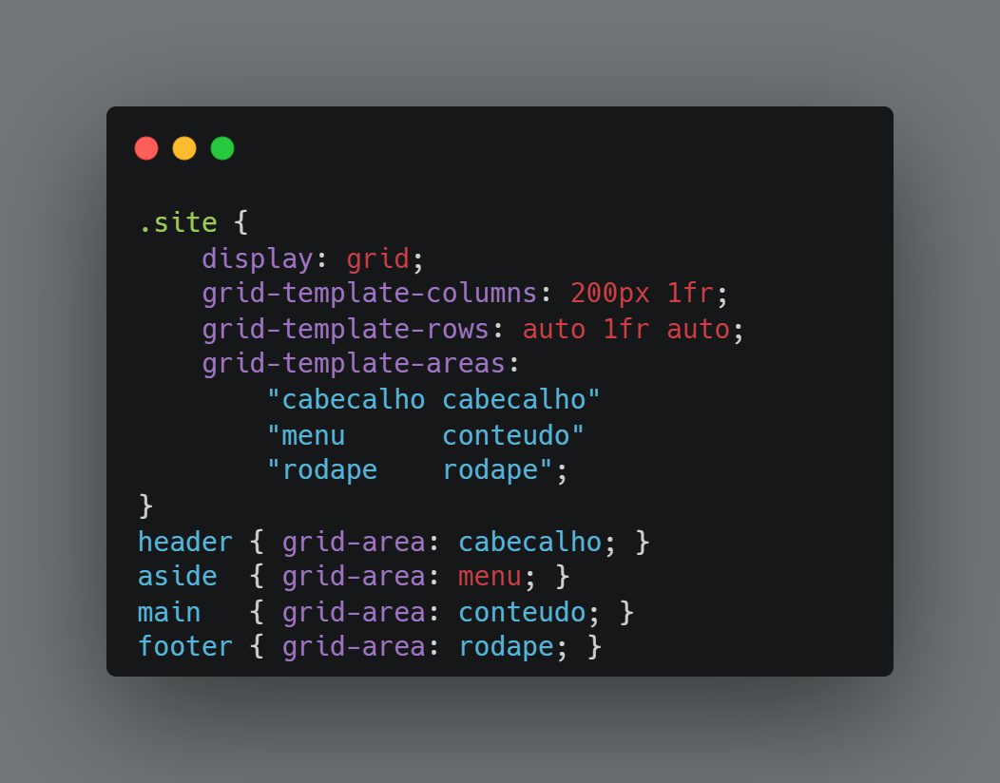 .site {
    display: grid;
    grid-template-columns: 200px 1fr;
    grid-template-rows: auto 1fr auto;
    grid-template-areas:
        "cabecalho cabecalho"
        "menu      conteudo"
        "rodape    rodape";
}
header { grid-area: cabecalho; }
aside  { grid-area: menu; }
main   { grid-area: conteudo; }
footer { grid-area: rodape; }